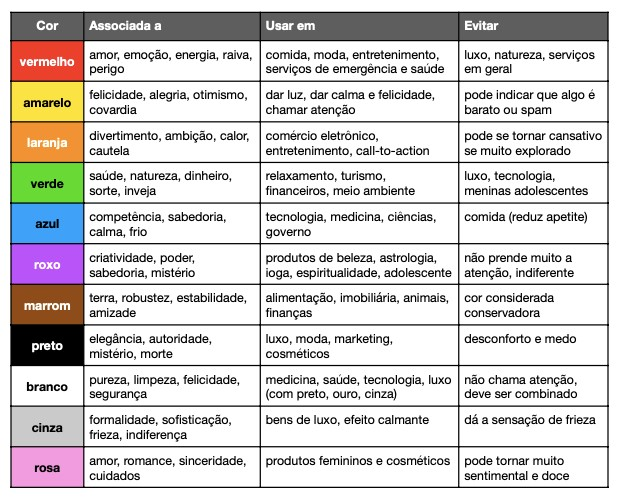 Cor Associada a Usar em Evitar
vermelho amor, emoção, energia, raiva, perigo comida, moda, entretenimento, serviços de emergência e saúde luxo, natureza, serviços em geral
amarelo felicidade, alegria, otimismo, covardia dar luz, dar calma e felicidade, chamar atenção pode indicar que algo é barato ou spam
laranja divertimento, ambição, calor, cautela comércio eletrônico, entretenimento, call-to-action pode se tornar cansativo se muito explorado
verde saúde, natureza, dinheiro, sorte, inveja relaxamento, turismo, financeiros, meio ambiente luxo, tecnologia, meninas adolescentes
azul competência, sabedoria, calma, frio tecnologia, medicina, ciências, governo comida (reduz apetite)
roxo criatividade, poder, sabedoria, mistério produtos de beleza, astrologia, ioga, espiritualidade, adolescente não prende muito a atenção, indiferente
marrom terra, robustez, estabilidade, amizade alimentação, imobiliária, animais, finanças cor considerada conservadora
preto elegância, autoridade, mistério, morte luxo, moda, marketing, cosméticos desconforto e medo
branco pureza, limpeza, felicidade, segurança medicina, saúde, tecnologia, luxo (com preto, ouro, cinza) não chama atenção, deve ser combinado
cinza formalidade, sofisticação, frieza, indiferença bens de luxo, efeito calmante dá a sensação de frieza
rosa amor, romance, sinceridade, cuidados produtos femininos e cosméticos pode tornar muito sentimental e doce